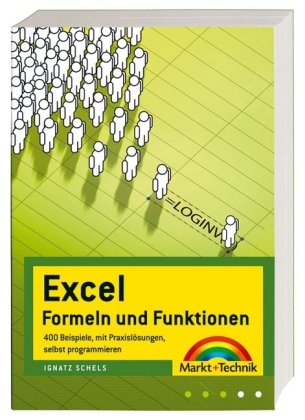 =LOGINV
Excel
Formeln und Funktionen
400 Beispiele, mit Praxislösungen,
selbst programmieren
IGNATZ SCHELS
Markt+Technik